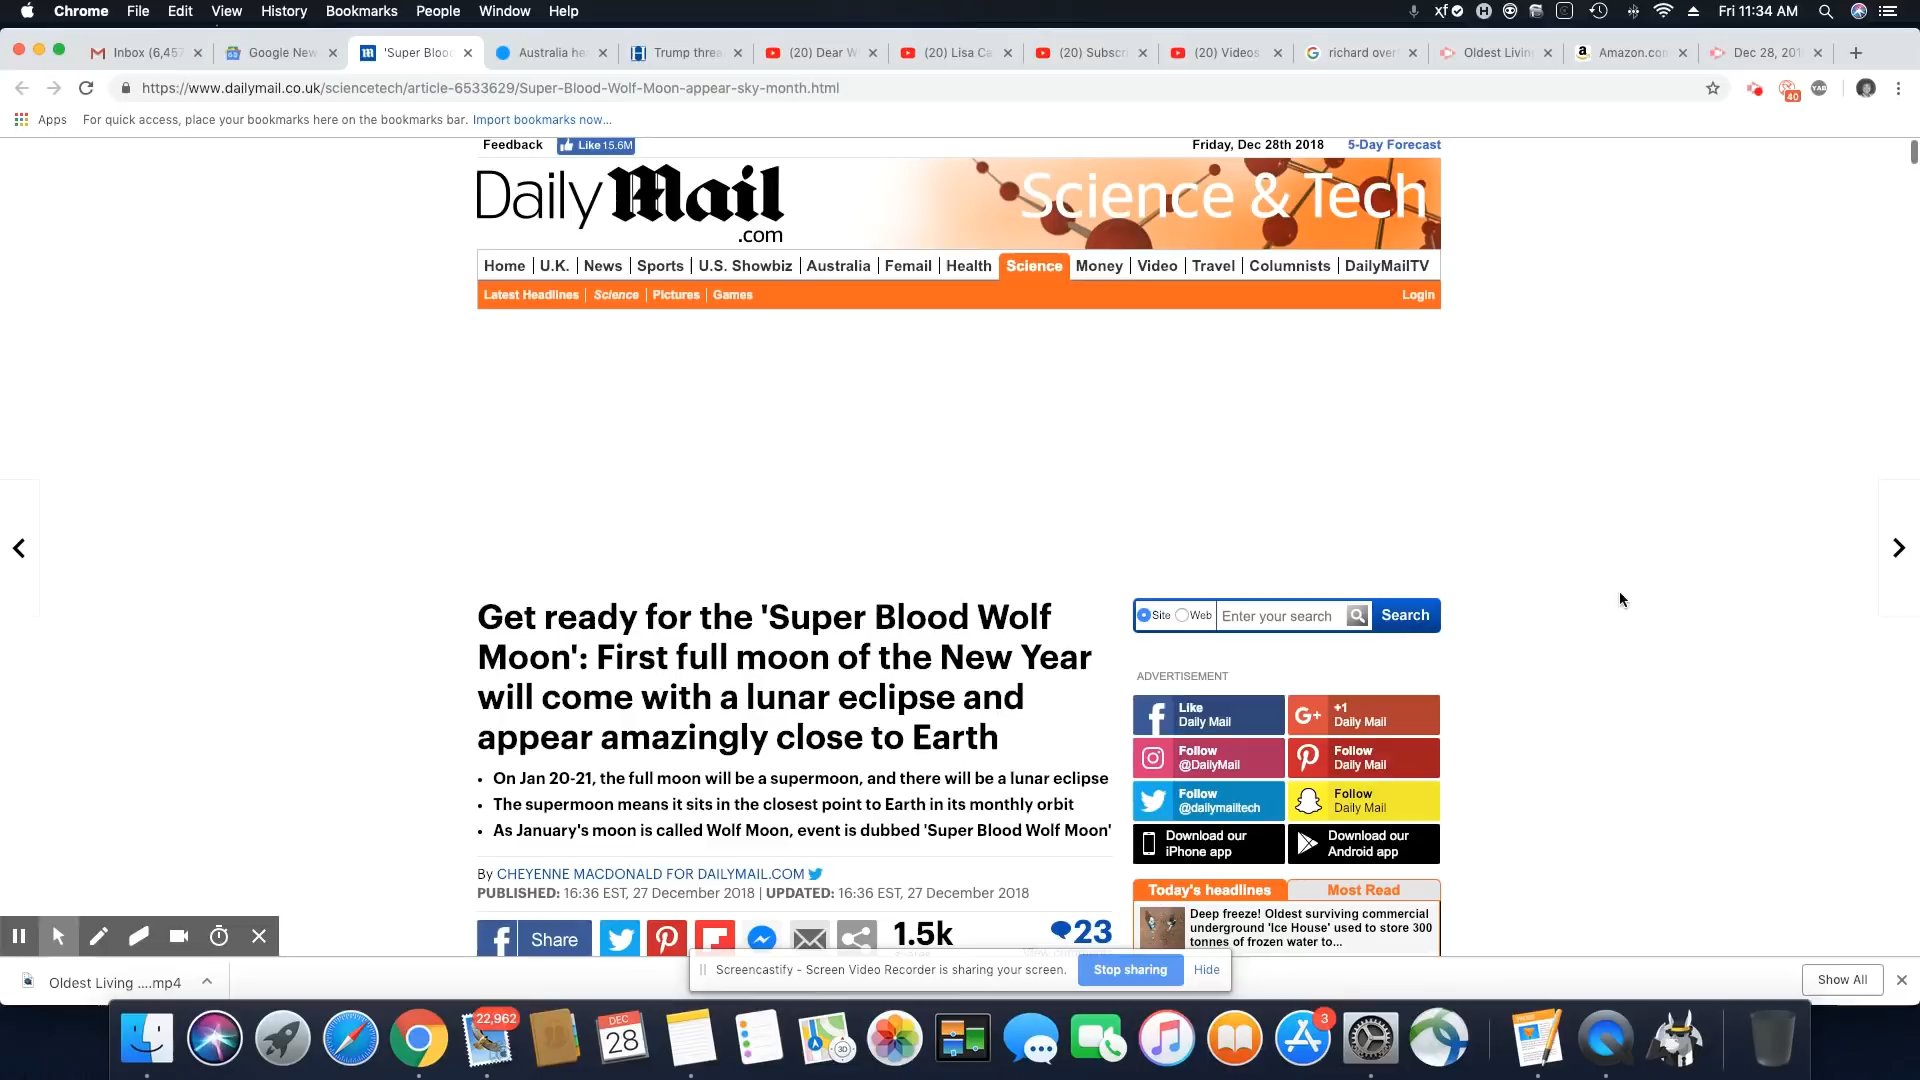 Chrome File Edit View History Bookmarks People Window Help
Fri 11:34 AM
Inbox (6,457
Google New
'Super Bloo
Australia he
Trump threa
(20) Dear W
(20) Lisa Ca
(20) Subscri
(20) Videos
richard over
Oldest Livin
Amazon.co
Dec 28, 201
https://www.dailymail.co.uk/sciencetech/article-6533629/Super-Blood-Wolf-Moon-appear-sky-month.html
40
YAB
Apps For quick access, place your bookmarks here on the bookmarks bar. Import bookmarks now...
Feedback Like 15.6M Friday, Dec 28th 2018 5-Day Forecast
Daily Mail
.com
Science & Tech
Home U.K. News Sports U.S. Showbiz Australia Femail Health Science Money Video Travel Columnists DailyMailTV
Latest Headlines Science Pictures Games Login
Get ready for the 'Super Blood Wolf
Moon': First full moon of the New Year
will come with a lunar eclipse and
appear amazingly close to Earth
• On Jan 20-21, the full moon will be a supermoon, and there will be a lunar eclipse
• The supermoon means it sits in the closest point to Earth in its monthly orbit
• As January's moon is called Wolf Moon, event is dubbed 'Super Blood Wolf Moon'
By CHEYENNE MACDONALD FOR DAILYMAIL.COM
PUBLISHED: 16:36 EST, 27 December 2018 | UPDATED: 16:36 EST, 27 December 2018
Share 1.5k 23
Site Web Enter your search Search
ADVERTISEMENT
Like
Daily Mail
+1
Daily Mail
Follow
@DailyMail
Follow
Daily Mail
Follow
@dailymailtech
Follow
Daily Mail
Download our
iPhone app
Download our
Android app
Today's headlines Most Read
Deep freeze! Oldest surviving commercial
underground 'Ice House' used to store 300
tonnes of frozen water to...
Screencastify - Screen Video Recorder is sharing your screen. Stop sharing Hide
Oldest Living ....mp4
Show All
22,962
DEC
28
3D
3